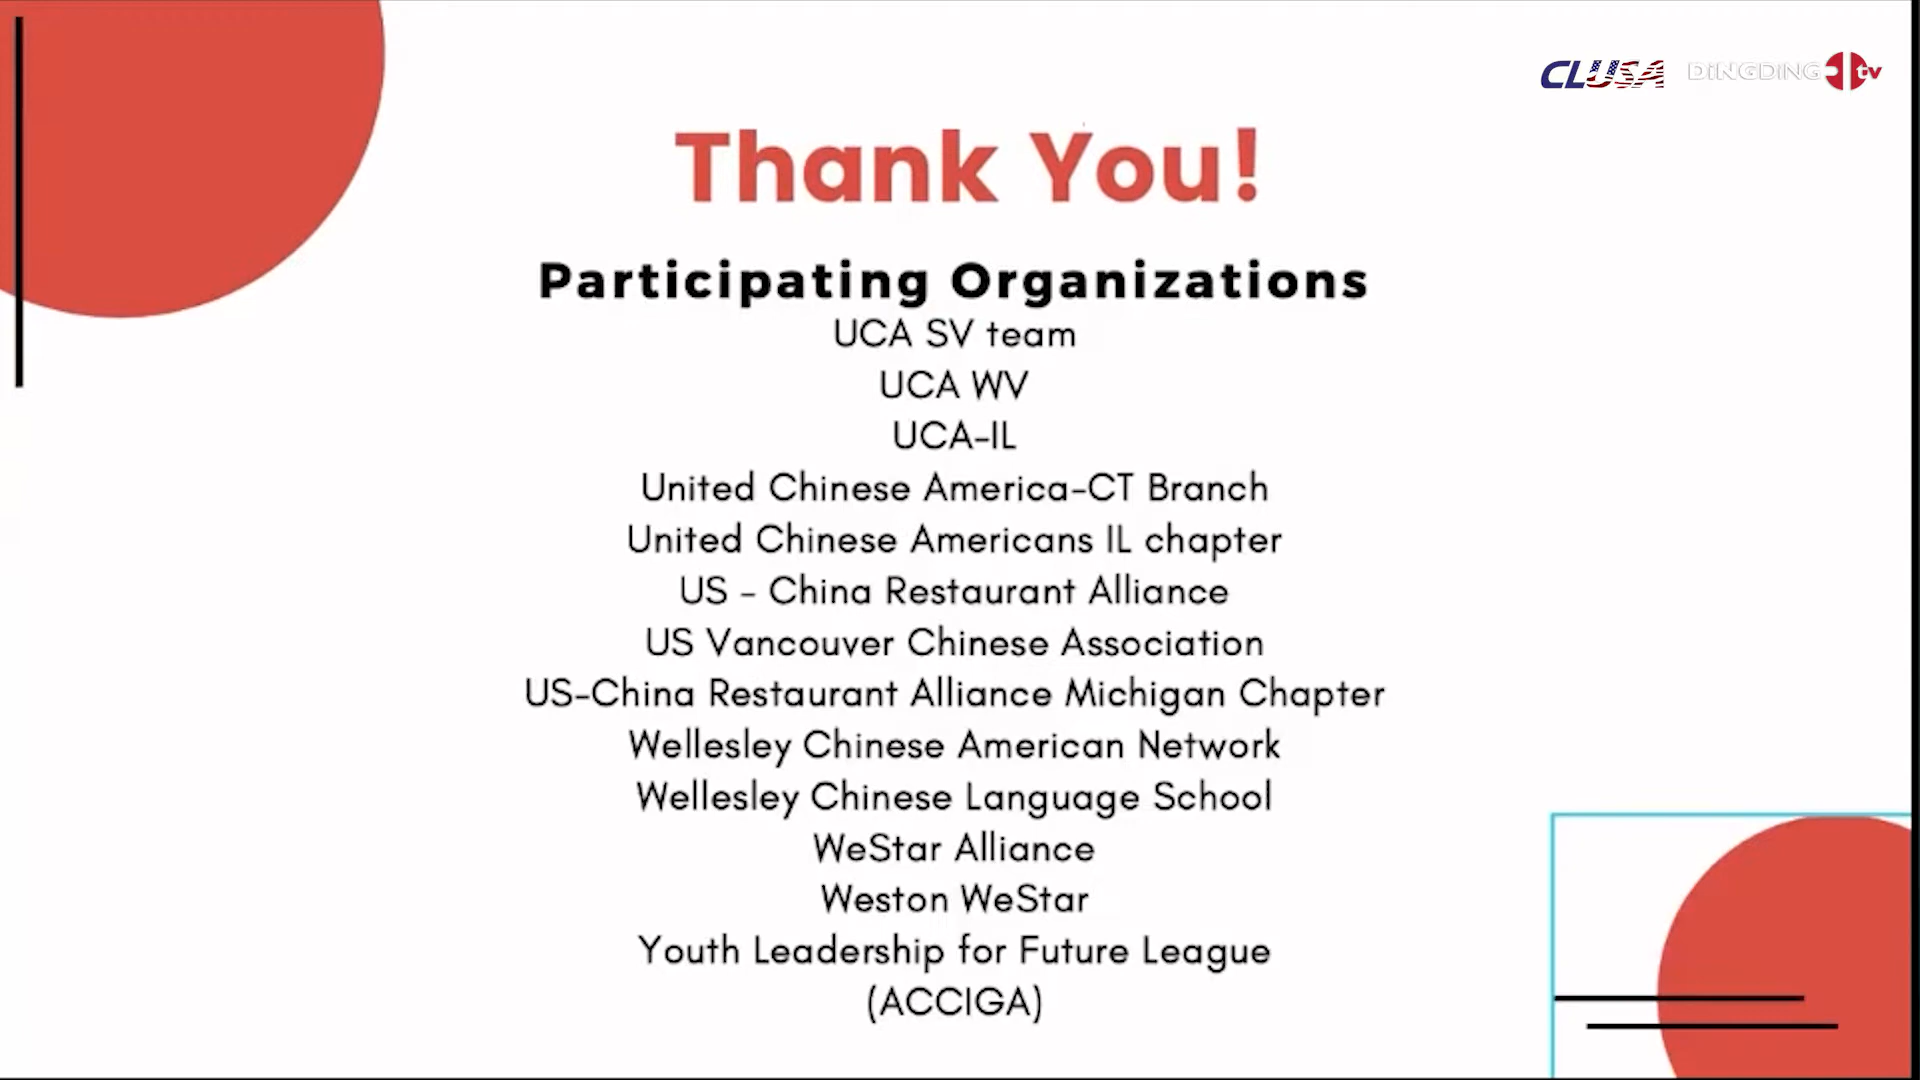 CLUSA DiNGDING tv
Thank You!
Participating Organizations
UCA SV team
UCA WV
UCA-IL
United Chinese America-CT Branch
United Chinese Americans IL chapter
US - China Restaurant Alliance
US Vancouver Chinese Association
US-China Restaurant Alliance Michigan Chapter
Wellesley Chinese American Network
Wellesley Chinese Language School
WeStar Alliance
Weston WeStar
Youth Leadership for Future League
(ACCIGA)